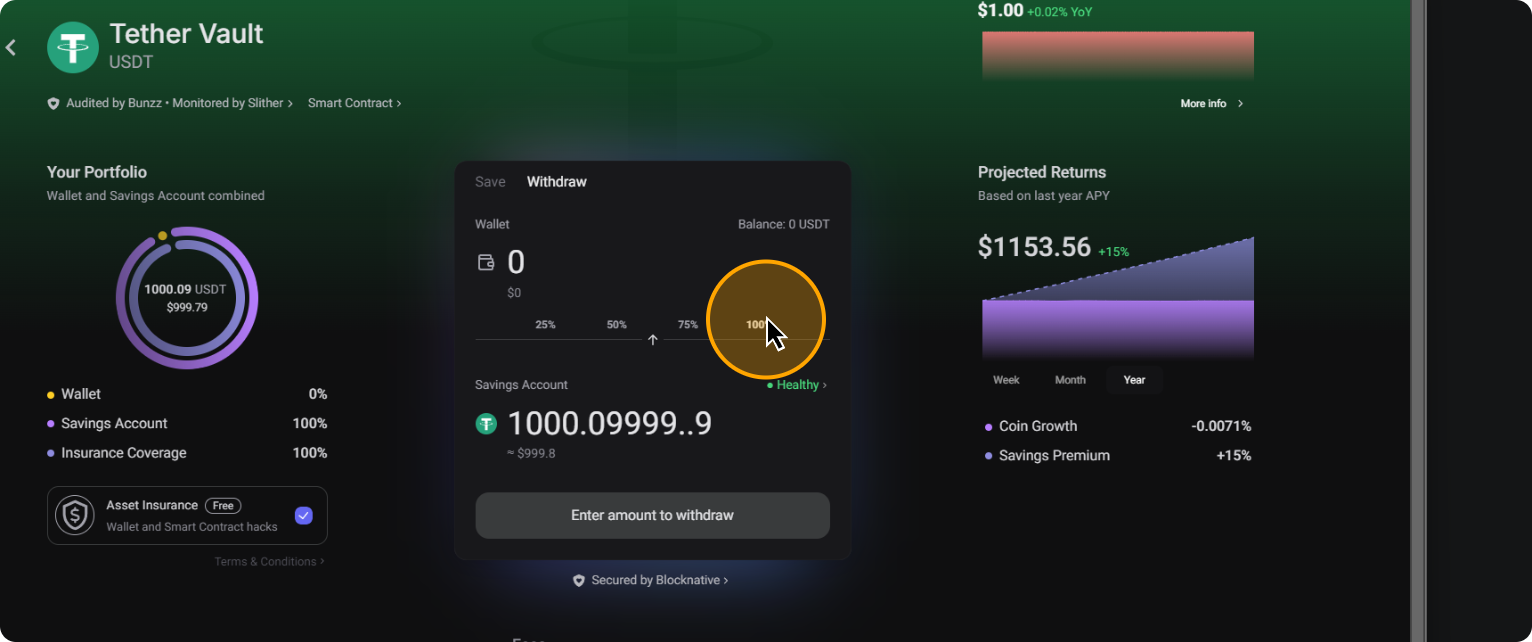 Tether Vault
USDT
$1.00 +0.02% YoY
Audited by Bunzz • Monitored by Slither › Smart Contract ›
More info ›
Your Portfolio
Wallet and Savings Account combined
1000.09 USDT
$999.79
Wallet 0%
Savings Account 100%
Insurance Coverage 100%
Asset Insurance Free
Wallet and Smart Contract hacks
Terms & Conditions ›
Save Withdraw
Wallet Balance: 0 USDT
0
$0
25% 50% 75% 100%
Savings Account • Healthy ›
1000.09999..9
≈ $999.8
Enter amount to withdraw
Secured by Blocknative ›
Projected Returns
Based on last year APY
$1153.56 +15%
Week Month Year
Coin Growth -0.0071%
Savings Premium +15%